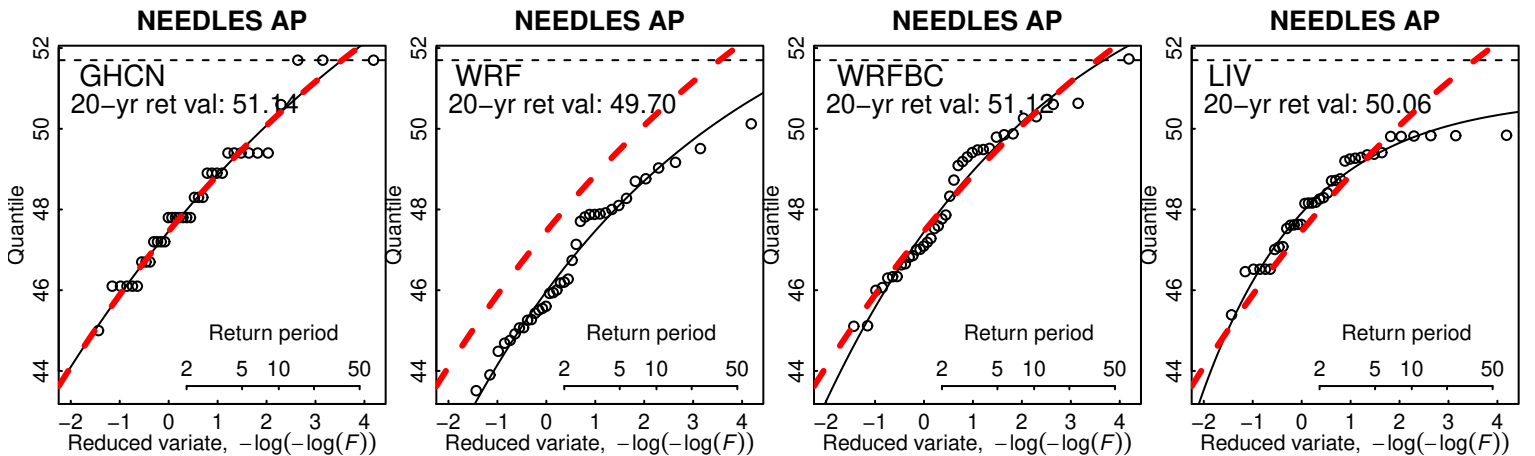 NEEDLES AP
52
50
48
46
44
Quantile
GHCN
20−yr ret val: 51.14
Return period
2 5 10 50
−2 −1 0 1 2 3 4
Reduced variate, −log(−log(F))
NEEDLES AP
52
50
48
46
44
Quantile
WRF
20−yr ret val: 49.70
Return period
2 5 10 50
−2 −1 0 1 2 3 4
Reduced variate, −log(−log(F))
NEEDLES AP
52
50
48
46
44
Quantile
WRFBC
20−yr ret val: 51.12
Return period
2 5 10 50
−2 −1 0 1 2 3 4
Reduced variate, −log(−log(F))
NEEDLES AP
52
50
48
46
44
Quantile
LIV
20−yr ret val: 50.06
Return period
2 5 10 50
−2 −1 0 1 2 3 4
Reduced variate, −log(−log(F))